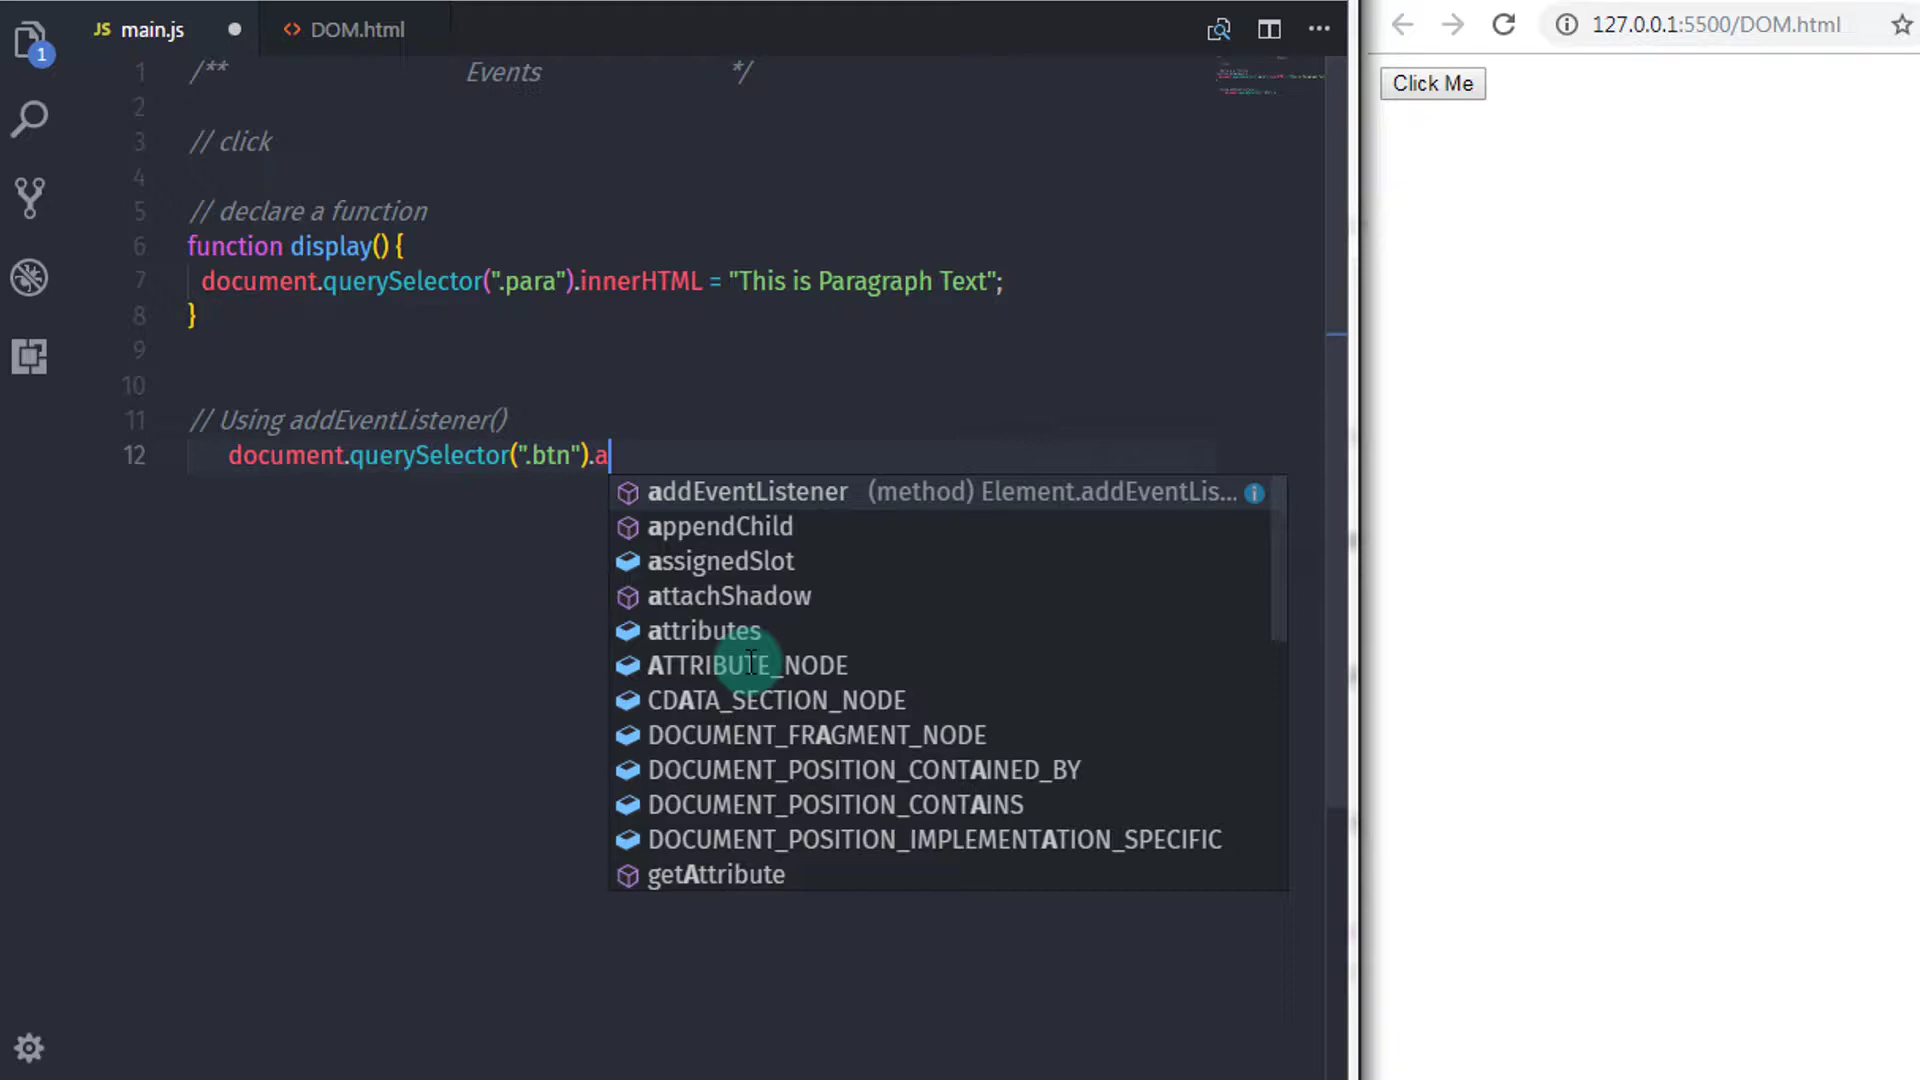 JS main.js
<> DOM.html
127.0.0.1:5500/DOM.html
Click Me
1
1 /** Events */
2
3 // click
4
5 // declare a function
6 function display() {
7 document.querySelector(".para").innerHTML = "This is Paragraph Text";
8 }
9
10
11 // Using addEventListener()
12 document.querySelector(".btn").a
addEventListener (method) Element.addEventLis...
appendChild
assignedSlot
attachShadow
attributes
ATTRIBUTE_NODE
CDATA_SECTION_NODE
DOCUMENT_FRAGMENT_NODE
DOCUMENT_POSITION_CONTAINED_BY
DOCUMENT_POSITION_CONTAINS
DOCUMENT_POSITION_IMPLEMENTATION_SPECIFIC
getAttribute